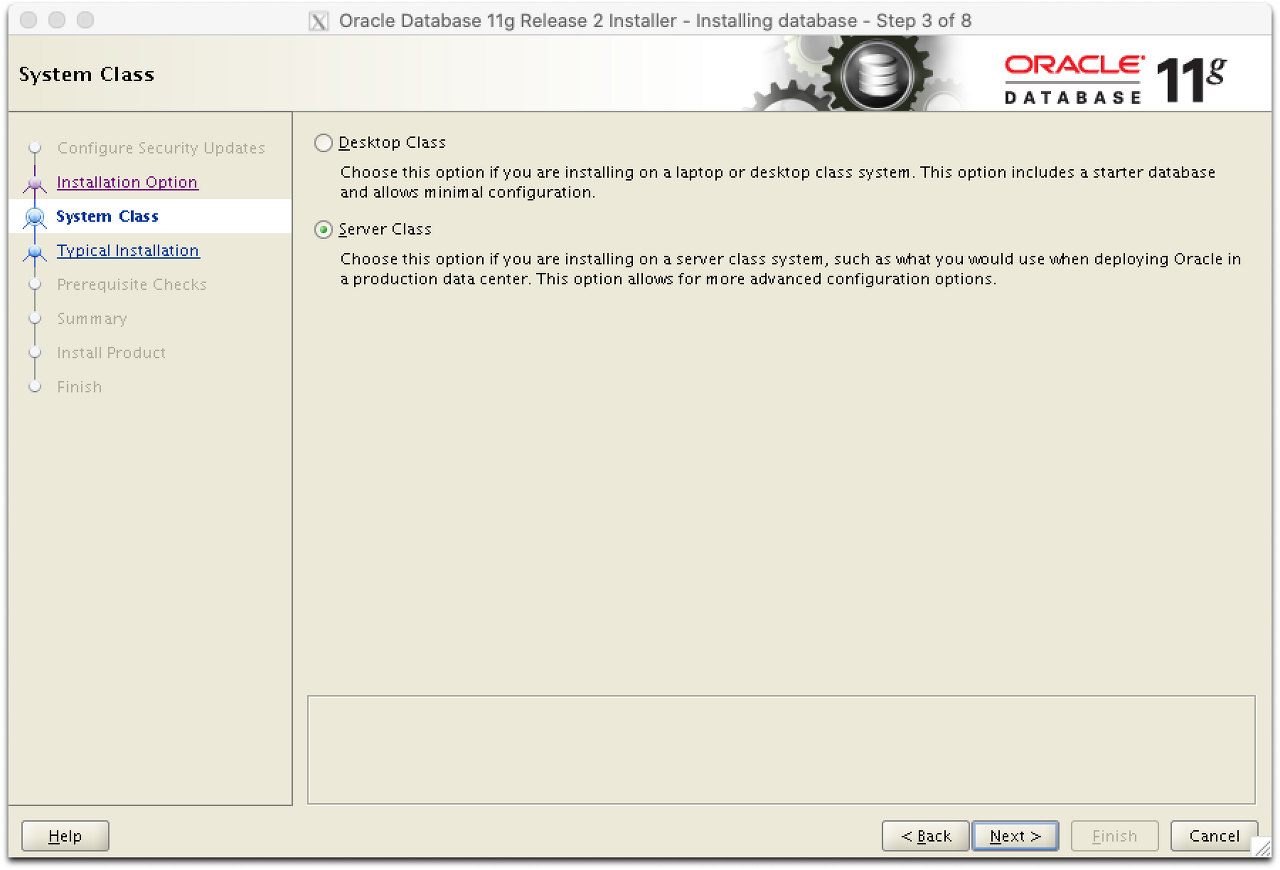 Oracle Database 11g Release 2 Installer - Installing database - Step 3 of 8
System Class
ORACLE
DATABASE
11g
Configure Security Updates
Installation Option
System Class
Typical Installation
Prerequisite Checks
Summary
Install Product
Finish
Desktop Class
Choose this option if you are installing on a laptop or desktop class system. This option includes a starter database
and allows minimal configuration.
Server Class
Choose this option if you are installing on a server class system, such as what you would use when deploying Oracle in
a production data center. This option allows for more advanced configuration options.
Help
< Back
Next >
Finish
Cancel